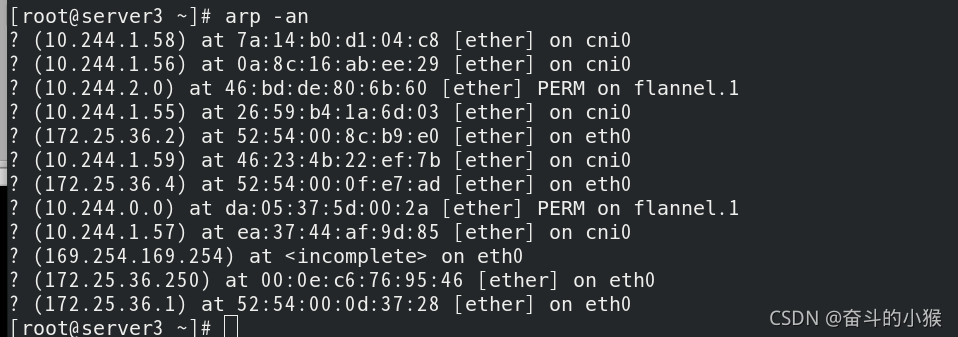 [root@server3 ~]# arp -an
? (10.244.1.58) at 7a:14:b0:d1:04:c8 [ether] on cni0
? (10.244.1.56) at 0a:8c:16:ab:ee:29 [ether] on cni0
? (10.244.2.0) at 46:bd:de:80:6b:60 [ether] PERM on flannel.1
? (10.244.1.55) at 26:59:b4:1a:6d:03 [ether] on cni0
? (172.25.36.2) at 52:54:00:8c:b9:e0 [ether] on eth0
? (10.244.1.59) at 46:23:4b:22:ef:7b [ether] on cni0
? (172.25.36.4) at 52:54:00:0f:e7:ad [ether] on eth0
? (10.244.0.0) at da:05:37:5d:00:2a [ether] PERM on flannel.1
? (10.244.1.57) at ea:37:44:af:9d:85 [ether] on cni0
? (169.254.169.254) at <incomplete> on eth0
? (172.25.36.250) at 00:0e:c6:76:95:46 [ether] on eth0
? (172.25.36.1) at 52:54:00:0d:37:28 [ether] on eth0
[root@server3 ~]#
CSDN @奋斗的小猴